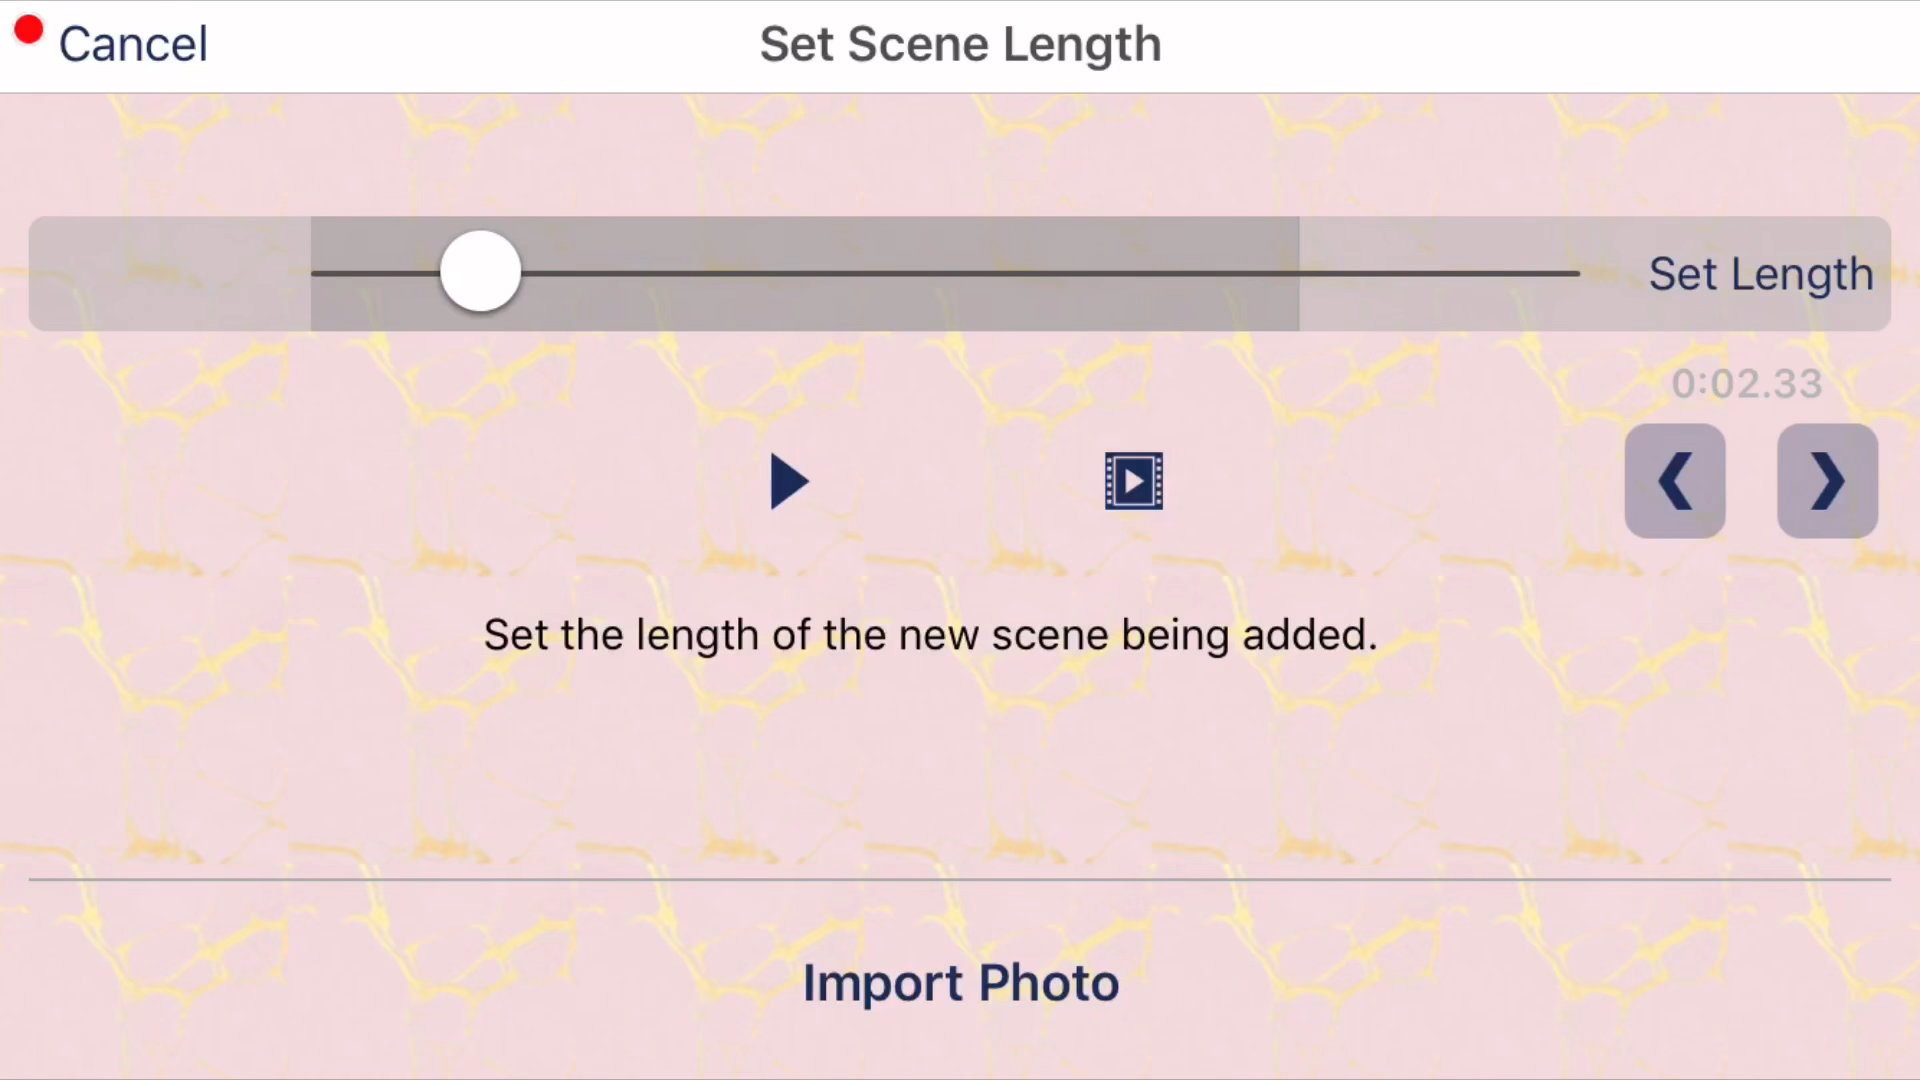 Cancel
Set Scene Length
Set Length
0:02.33
Set the length of the new scene being added.
Import Photo